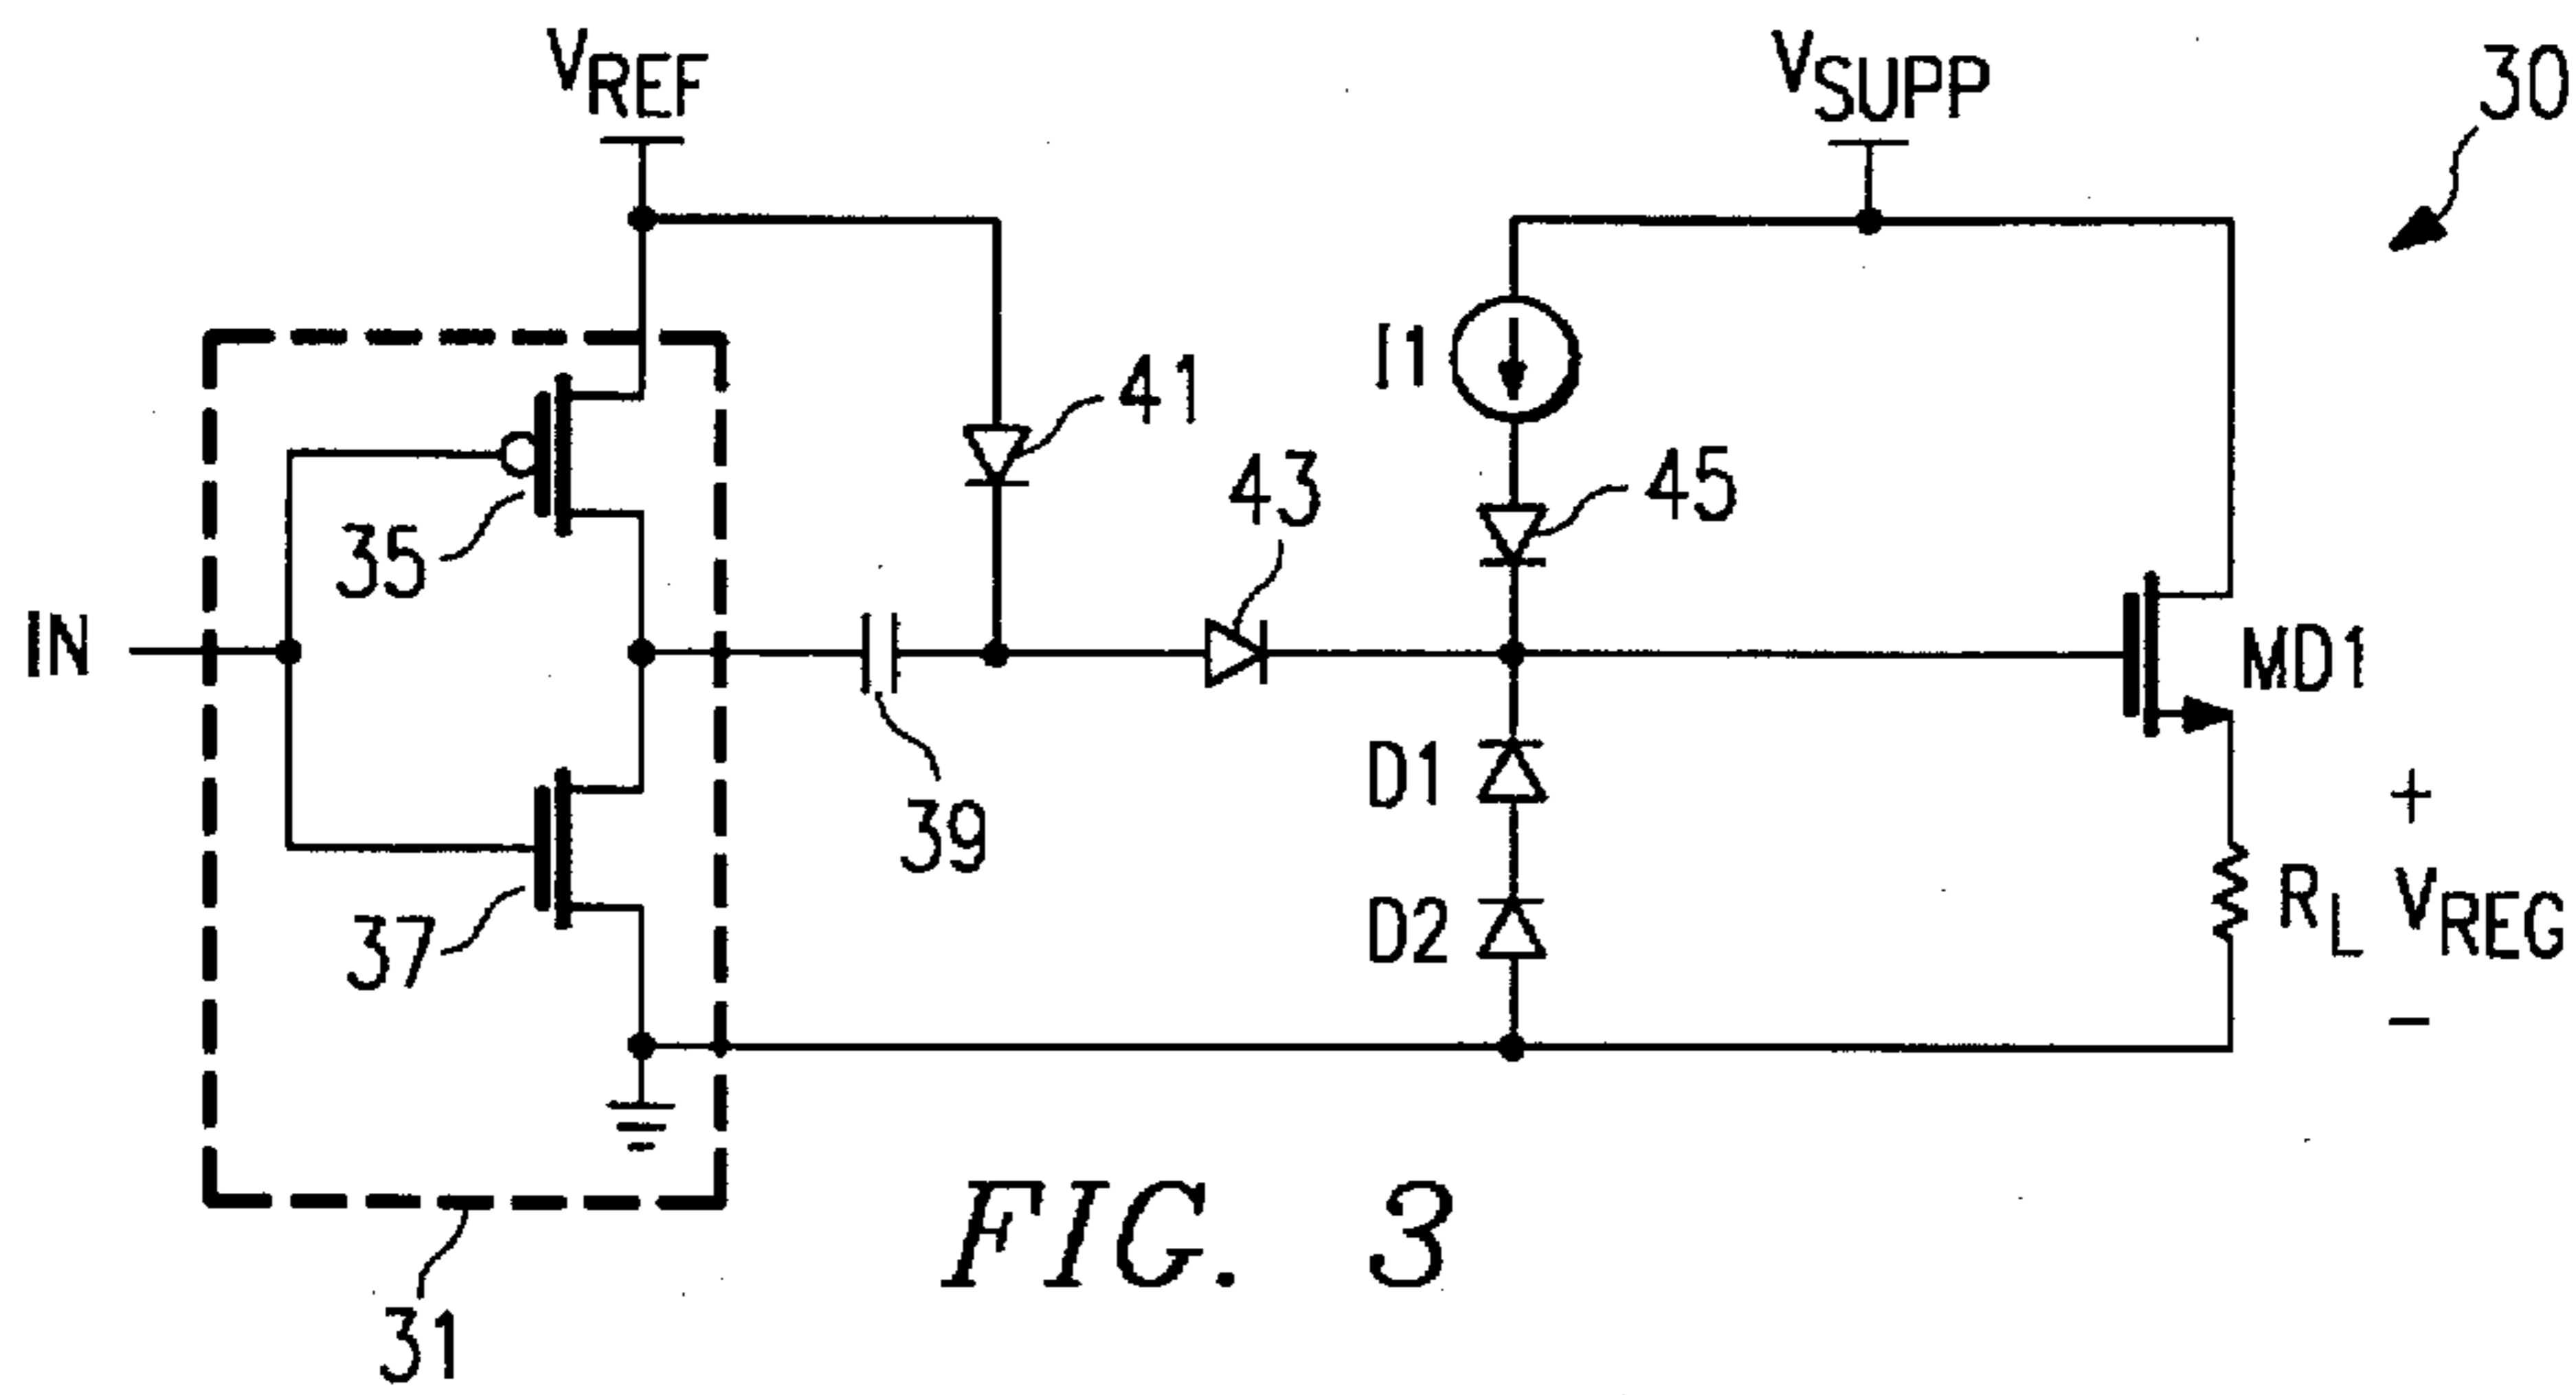 VREF
VSUPP
30
41
I1
43
45
35
IN
MD1
D1
39
+
RL
VREG
D2
37
−
FIG. 3
31